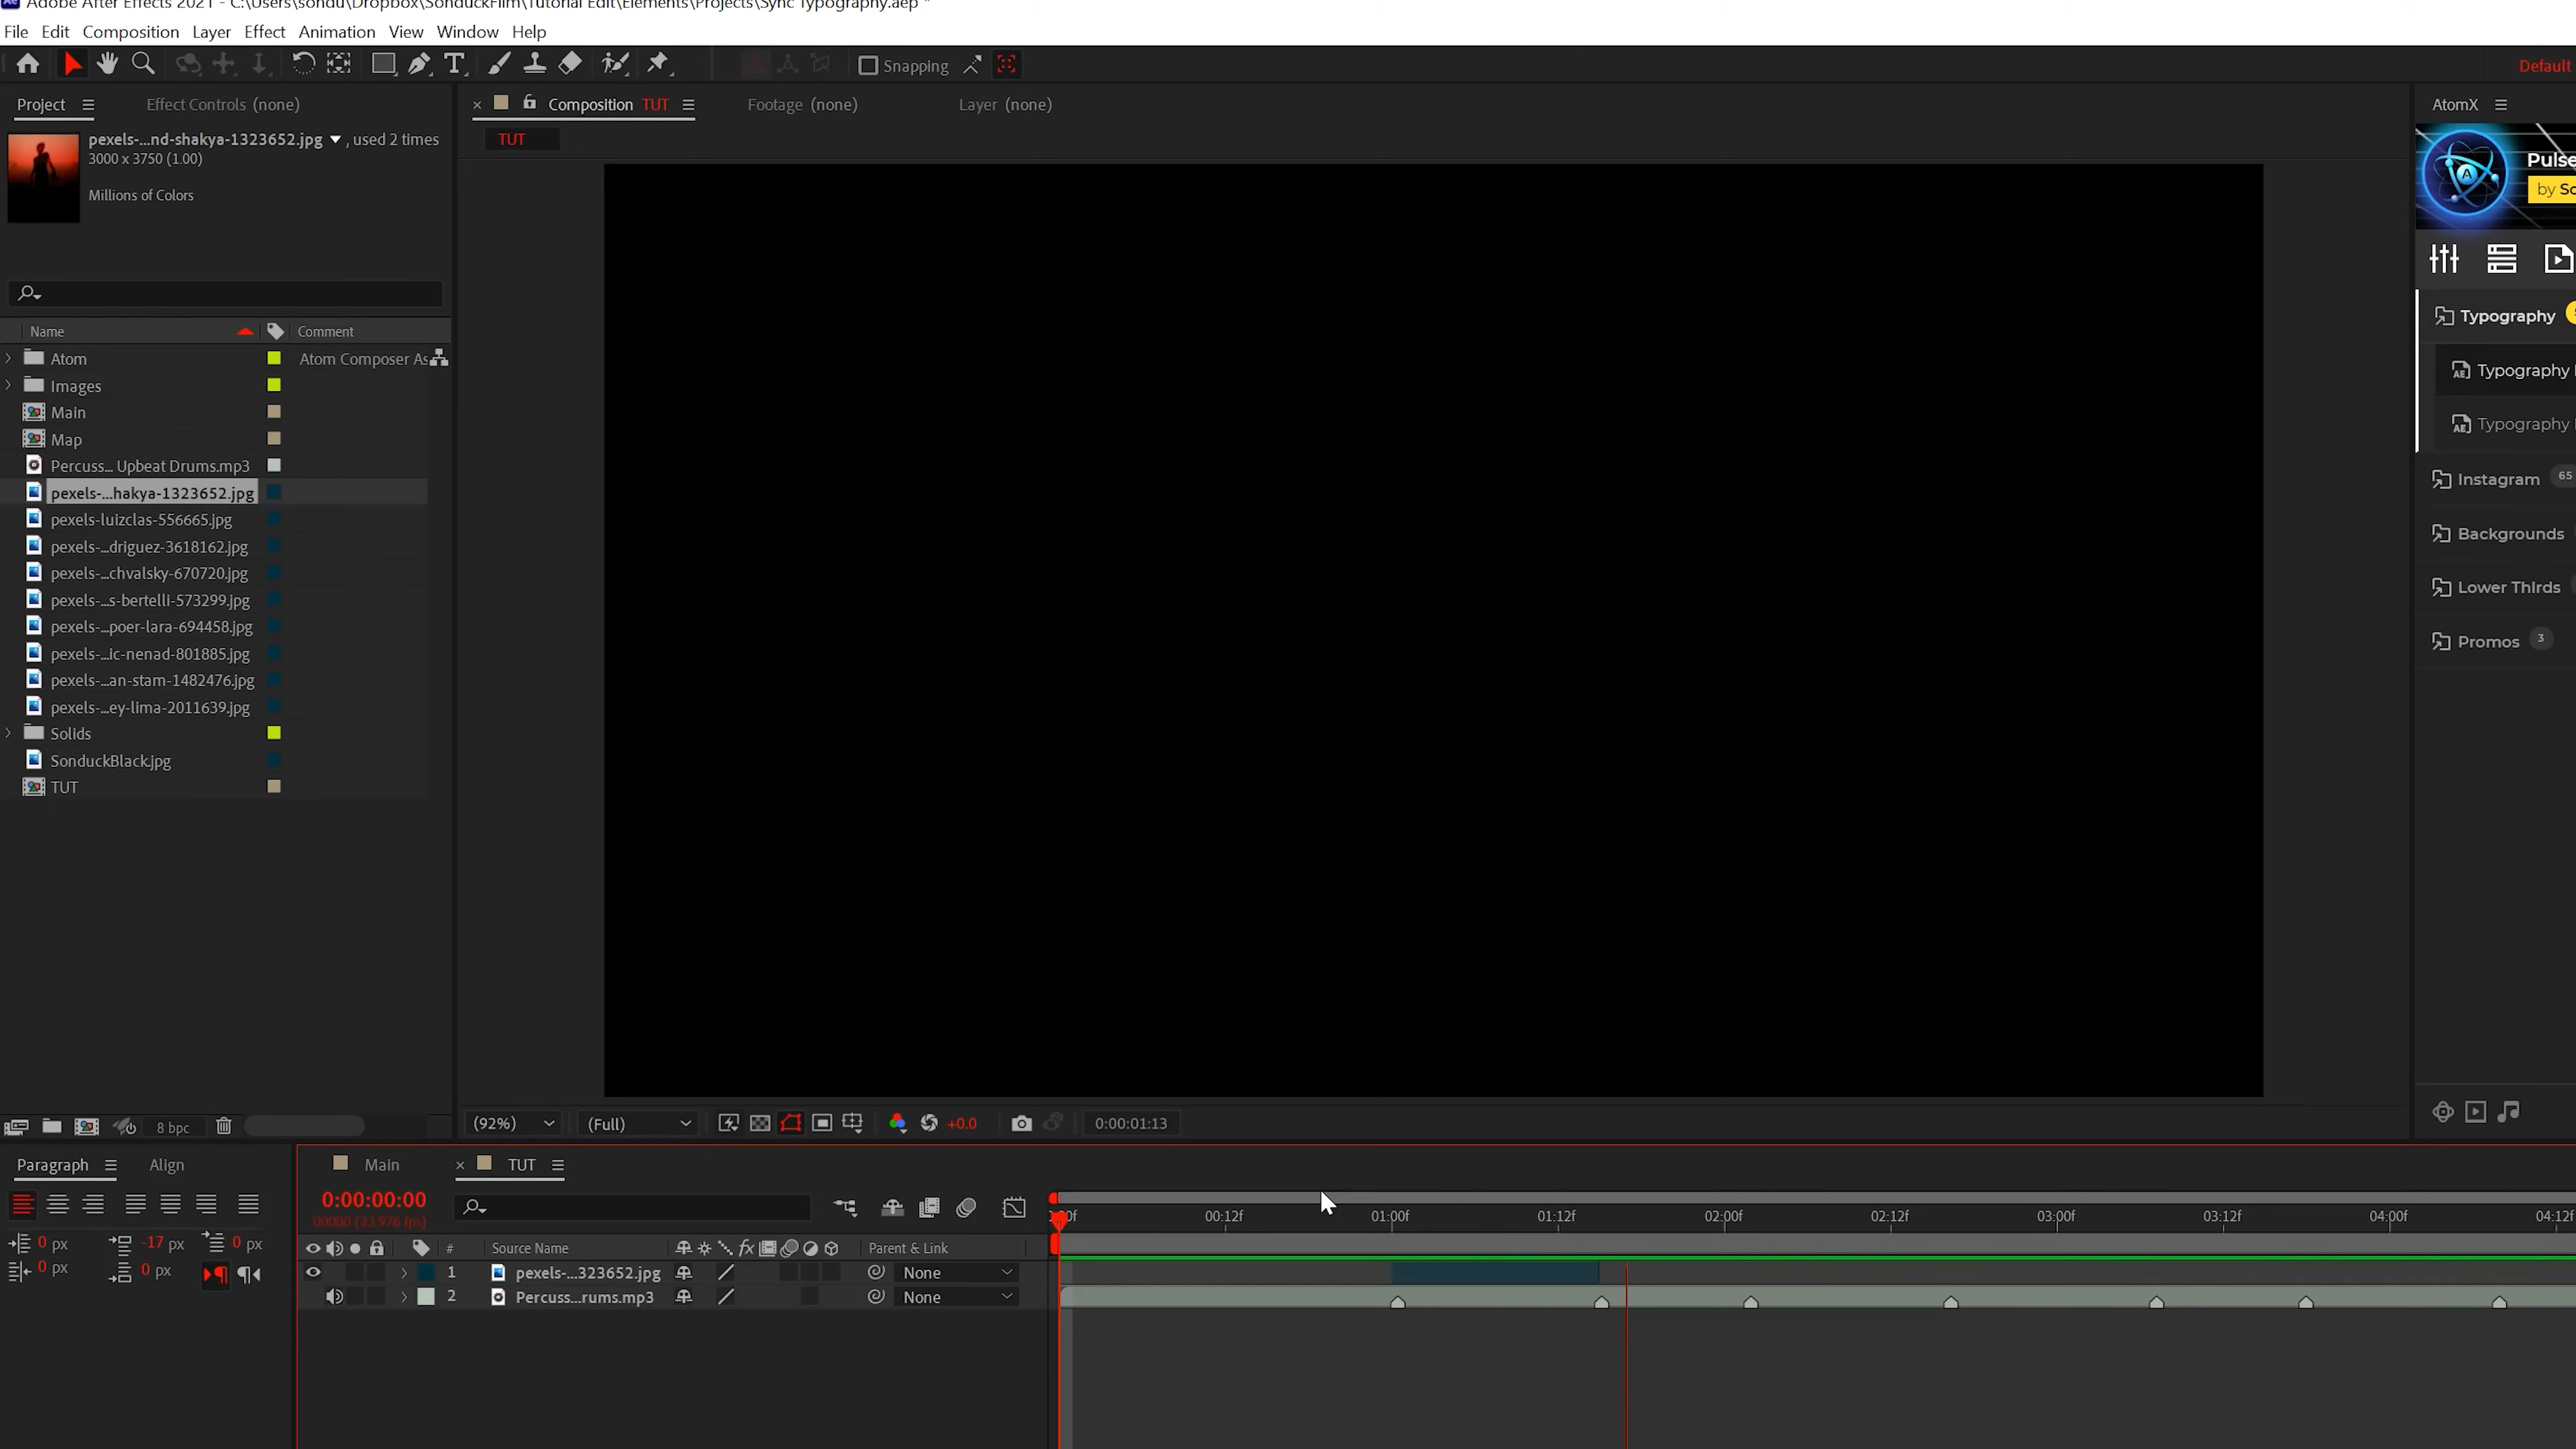 Adobe After Effects 2021 - C:\Users\sondu\Dropbox\SonduckFilm\Tutorial Edit\Elements\Projects\Sync Typography.aep *
File Edit Composition Layer Effect Animation View Window Help
Snapping
Default
Project
Effect Controls (none)
Composition TUT
Footage (none)
Layer (none)
AtomX
TUT
pexels-...nd-shakya-1323652.jpg , used 2 times
3000 x 3750 (1.00)
Millions of Colors
Pulse
by So
Name
Comment
Atom
Atom Composer As
Images
Main
Map
Percuss... Upbeat Drums.mp3
pexels-...hakya-1323652.jpg
pexels-luizclas-556665.jpg
pexels-...driguez-3618162.jpg
pexels-...chvalsky-670720.jpg
pexels-...s-bertelli-573299.jpg
pexels-...poer-lara-694458.jpg
pexels-...ic-nenad-801885.jpg
pexels-...an-stam-1482476.jpg
pexels-...ey-lima-2011639.jpg
Solids
SonduckBlack.jpg
TUT
Typography
Typography
Typography
Instagram 65
Backgrounds
Lower Thirds
Promos 3
8 bpc
(92%)
(Full)
+0.0
0:00:01:13
Paragraph
Align
Main
TUT
0:00:00:00
00000 (23.976 fps)
0 px
-17 px
0 px
0 px
0 px
:00f 00:12f 01:00f 01:12f 02:00f 02:12f 03:00f 03:12f 04:00f 04:12f
# Source Name
Parent & Link
1 pexels-...323652.jpg None
2 Percuss...rums.mp3 None